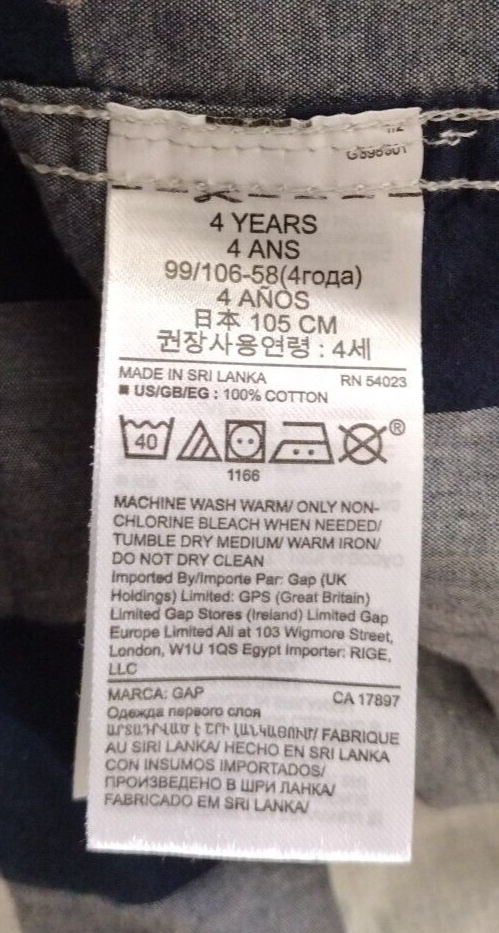 4 YEARS
4 ANS
99/106-58(4года)
4 AÑOS
日本 105 CM
권장사용연령 : 4세
MADE IN SRI LANKA RN 54023
■ US/GB/EG : 100% COTTON
40 ®
1166
MACHINE WASH WARM/ ONLY NON-
CHLORINE BLEACH WHEN NEEDED/
TUMBLE DRY MEDIUM/ WARM IRON/
DO NOT DRY CLEAN
Imported By/Importe Par: Gap (UK
Holdings) Limited: GPS (Great Britain)
Limited Gap Stores (Ireland) Limited Gap
Europe Limited All at 103 Wigmore Street,
London, W1U 1QS Egypt Importer: RIGE,
LLC
MARCA: GAP CA 17897
Одежда первого слоя
ԱՐՏԱԴՐՎԱԾ Է ՇՐԻ ԼԱՆԿԱՅՈՒՄ/ FABRIQUE
AU SIRI LANKA/ HECHO EN SRI LANKA
CON INSUMOS IMPORTADOS/
ПРОИЗВЕДЕНО В ШРИ ЛАНКА/
FABRICADO EM SRI LANKA/